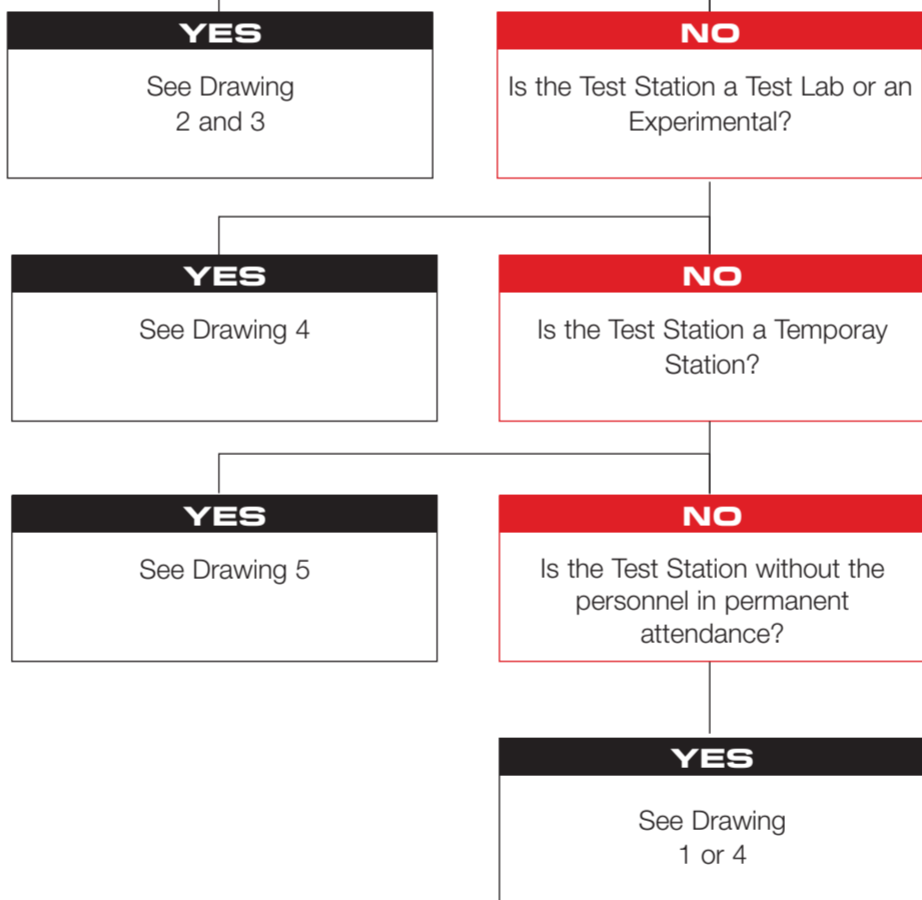 YES
See Drawing
2 and 3
NO
Is the Test Station a Test Lab or an
Experimental?
YES
See Drawing 4
NO
Is the Test Station a Temporay
Station?
YES
See Drawing 5
NO
Is the Test Station without the
personnel in permanent
attendance?
YES
See Drawing
1 or 4